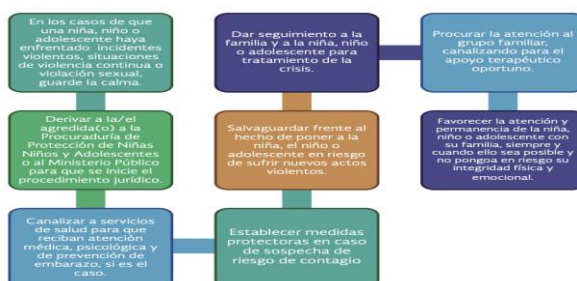 En los casos de que
una niña, niño o
adolescente haya
enfrentado incidentes
violentos, situaciones
de violencia continua o
violación sexual,
guarde la calma.
Derivar a la/el
agredida(o) a la
Procuraduría de
Protección de Niñas
Niños y Adolescentes
o al Ministerio Público
para que se inicie el
procedimiento jurídico.
Canalizar a servicios
de salud para que
reciban atención
médica, psicológica y
de prevención de
embarazo, si es el
caso.
Establecer medidas
protectoras en caso
de sospecha de
riesgo de contagio
Salvaguardar frente al
hecho de poner a la
niña, el niño o
adolescente en riesgo
de sufrir nuevos actos
violentos.
Dar seguimiento a la
familia y a la niña, niño
o adolescente para
tratamiento de la
crisis.
Procurar la atención al
grupo familiar,
canalizando para el
apoyo terapéutico
oportuno.
Favorecer la atención y
permanencia de la niña,
niño o adolescente con
su familia, siempre y
cuando ello sea posible y
no pongoa en riesgo su
integridad física y
emocional.